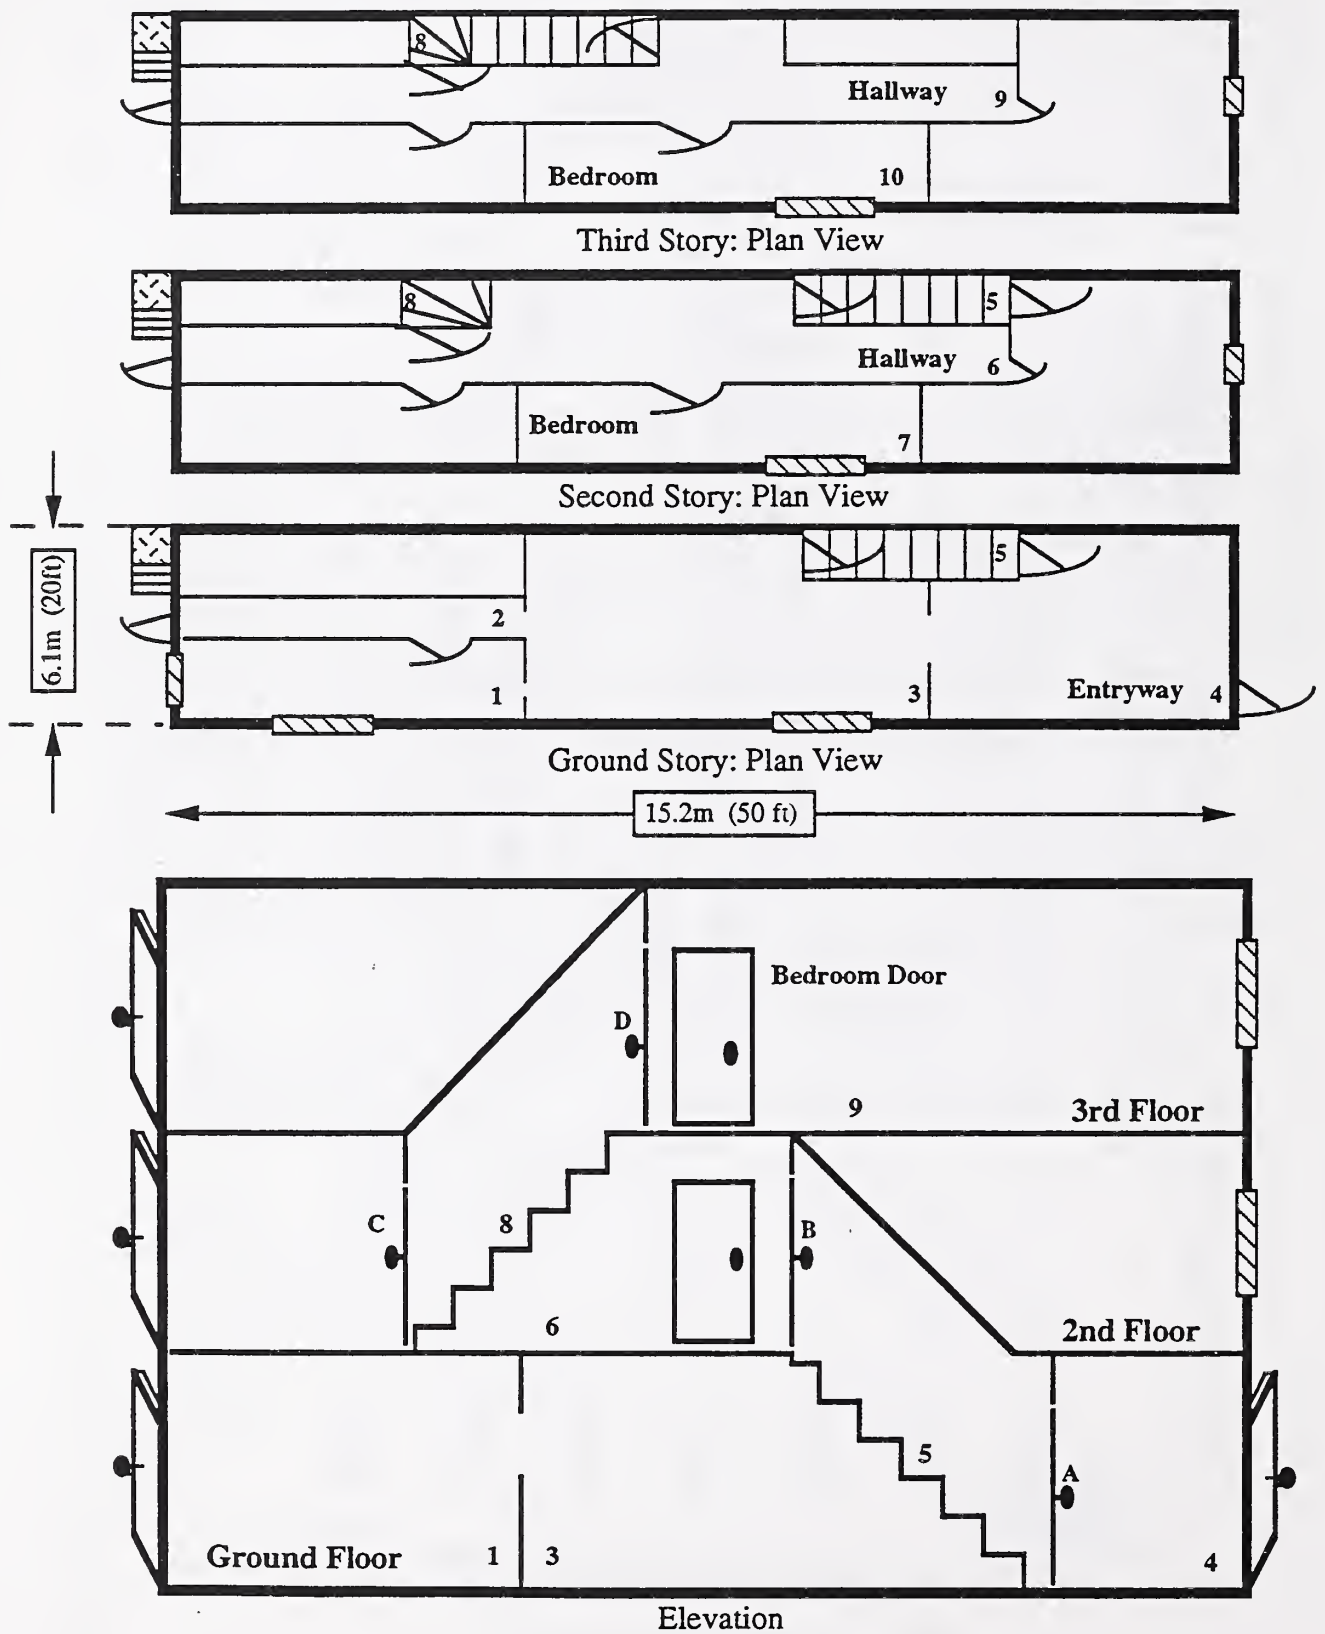 8
Hallway 9
Bedroom 10
Third Story: Plan View
8 5
Hallway 6
Bedroom 7
Second Story: Plan View
6.1m (20ft)
5
2
1 3 Entryway 4
Ground Story: Plan View
15.2m (50 ft)
Bedroom Door
D
9 3rd Floor
C 8 B
6 2nd Floor
5 A
Ground Floor 1 3 4
Elevation